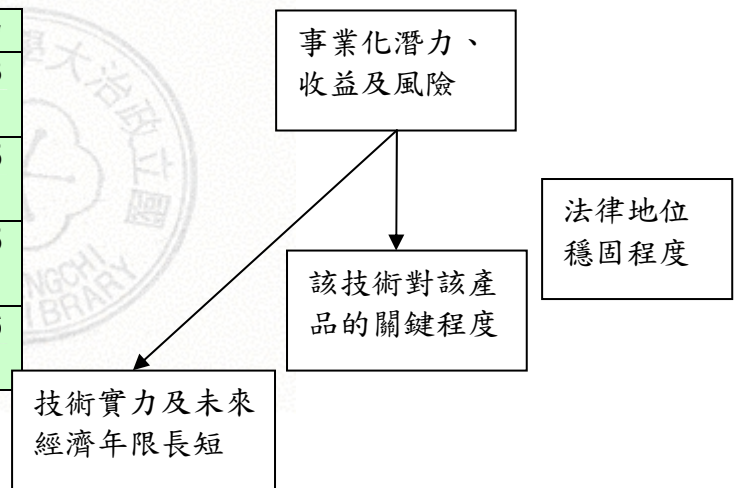 事業化潛力、
收益及風險
法律地位
穩固程度
該技術對該產
品的關鍵程度
技術實力及未來
經濟年限長短